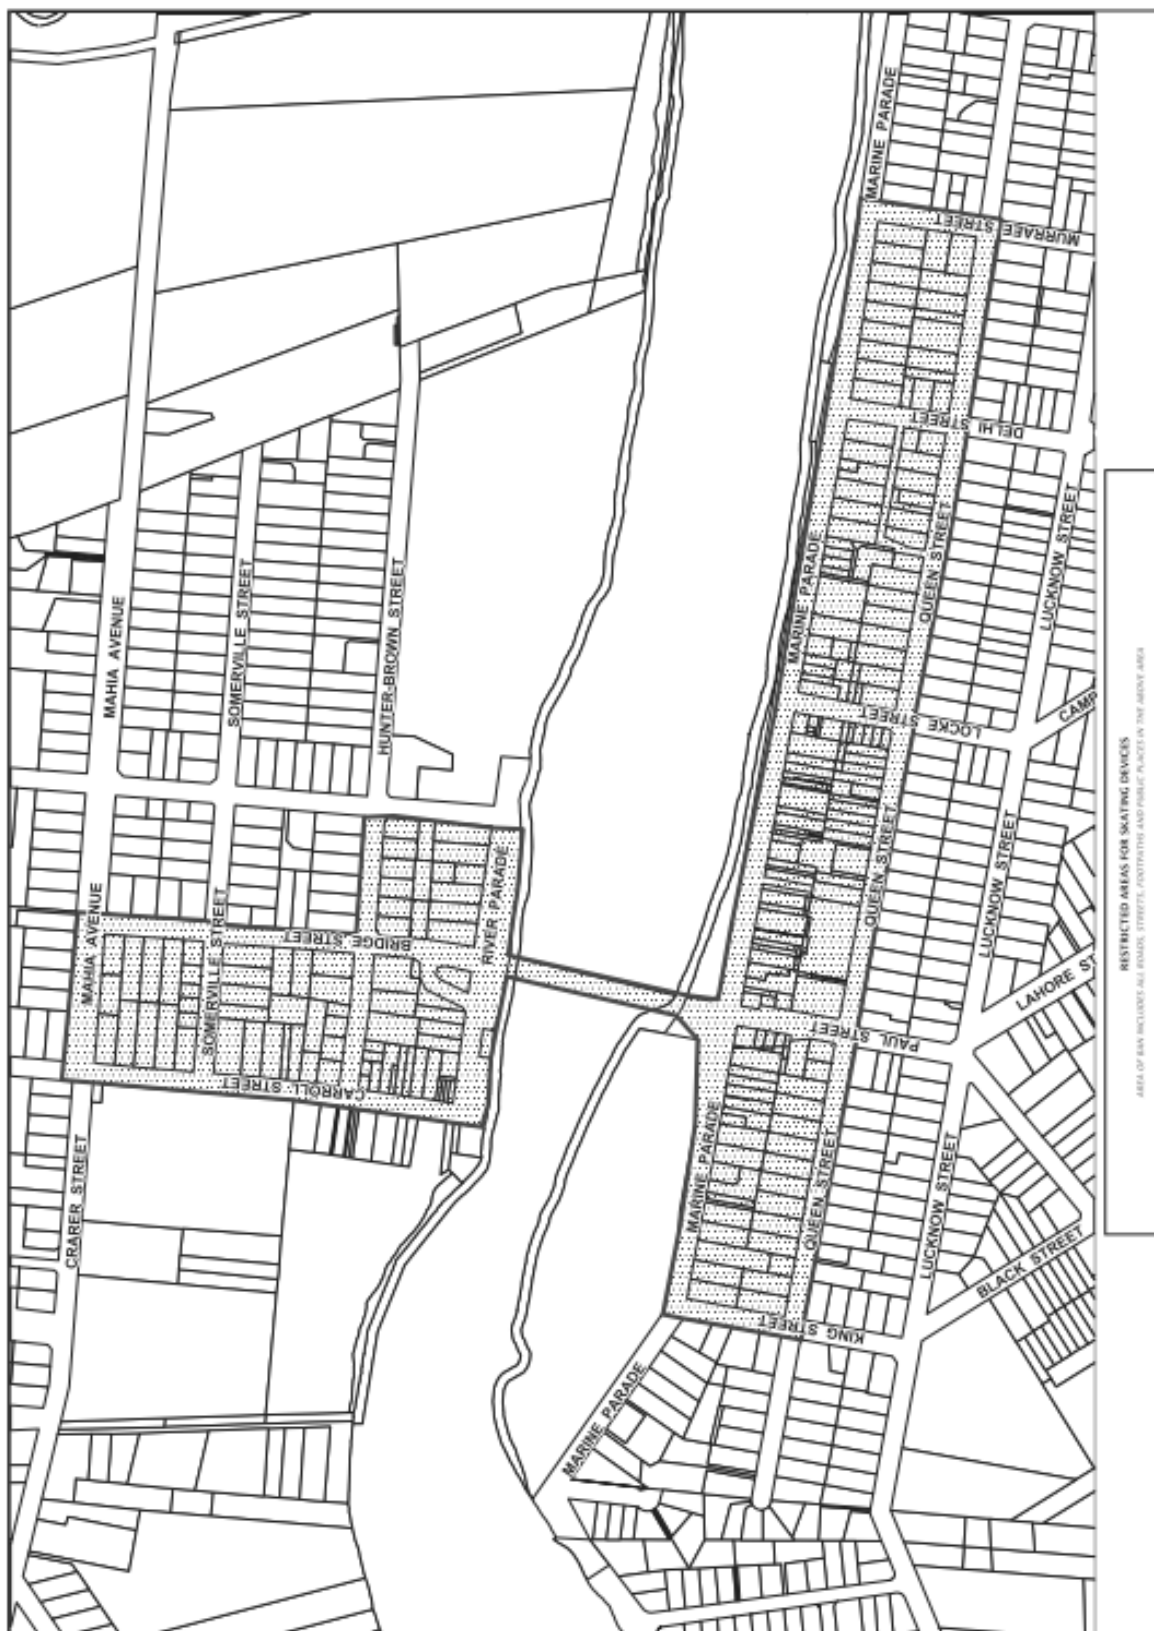 MARINE PARADE
MURRAEE STREET
DELHI STREET
LUCKNOW STREET
MARINE PARADE
QUEEN STREET
MAHIA AVENUE
SOMERVILLE STREET
HUNTER-BROWN STREET
LOCKE STREET
CAMP
QUEEN STREET
LUCKNOW STREET
MAHIA AVENUE
SOMERVILLE STREET
BRIDGE STREET
RIVER PARADE
LAHORE ST
PAUL STREET
CARROLL STREET
CRARER STREET
MARINE PARADE
QUEEN STREET
LUCKNOW STREET
BLACK STREET
KING STREET
MARINE PARADE
RESTRICTED AREAS FOR SKATING DEVICES
AREA OF BAN INCLUDES ALL ROADS, STREETS, FOOTPATHS AND PUBLIC PLACES IN THE ABOVE AREA